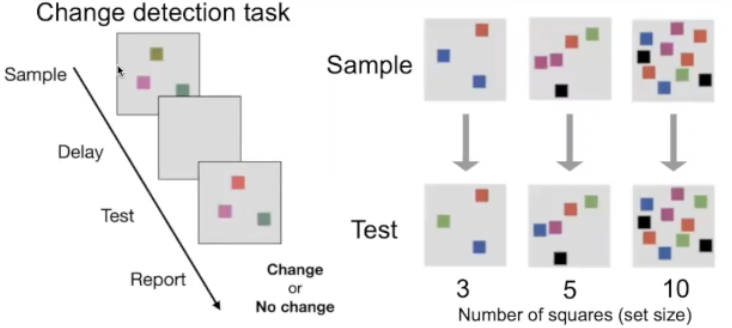 Change detection task
Sample
Delay
Test
Report
Change
or
No change
Sample
Test
3 5 10
Number of squares (set size)